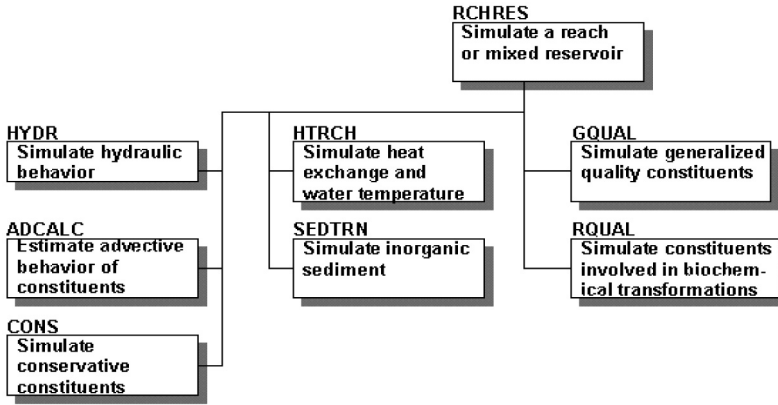 RCHRES
Simulate a reach
or mixed reservoir
HYDR
Simulate hydraulic
behavior
HTRCH
Simulate heat
exchange and
water temperature
GQUAL
Simulate generalized
quality constituents
ADCALC
Estimate advective
behavior of
constituents
SEDTRN
Simulate inorganic
sediment
RQUAL
Simulate constituents
involved in biochem-
ical transformations
CONS
Simulate
conservative
constituents